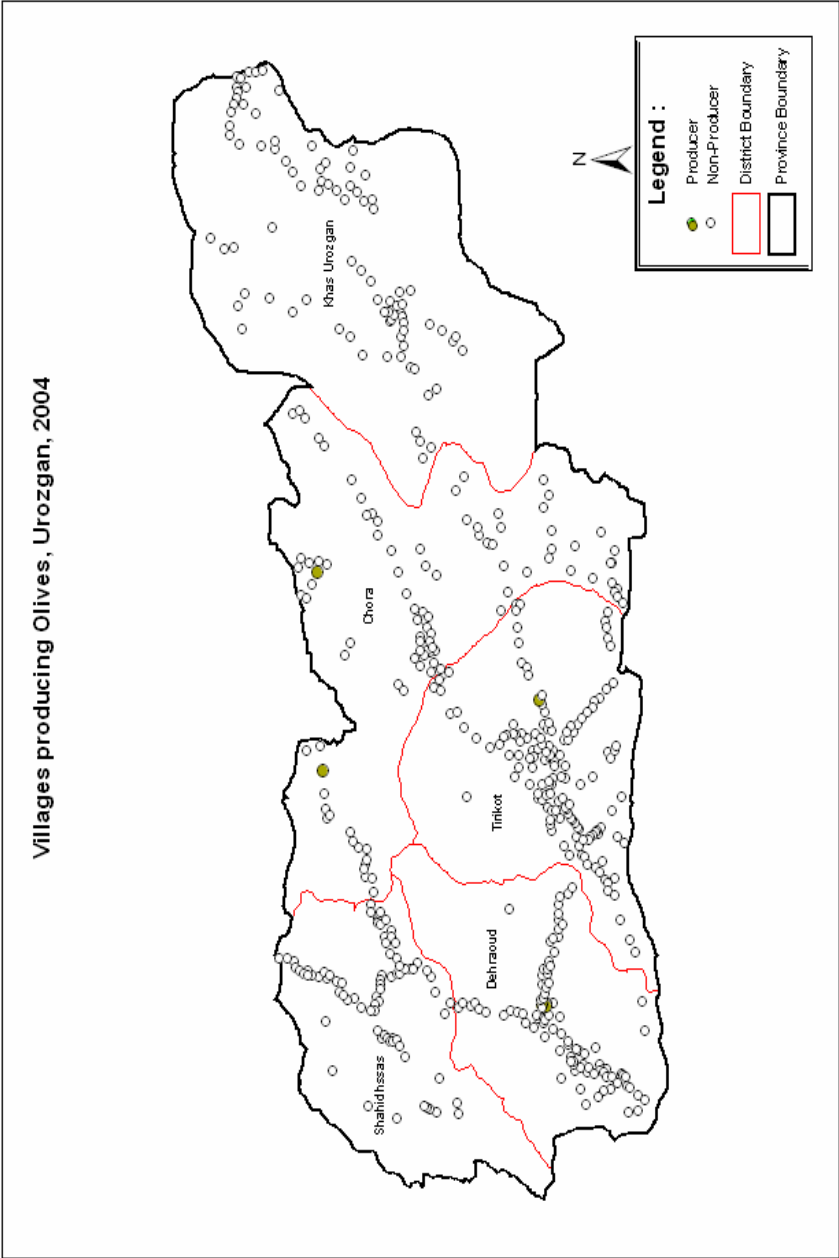 Villages producing Olives, Urozgan, 2004
Khas Urozgan
Chora
Tirikot
Dehraoud
Shahidhssas
N
Legend :
Producer
Non-Producer
District Boundary
Province Boundary